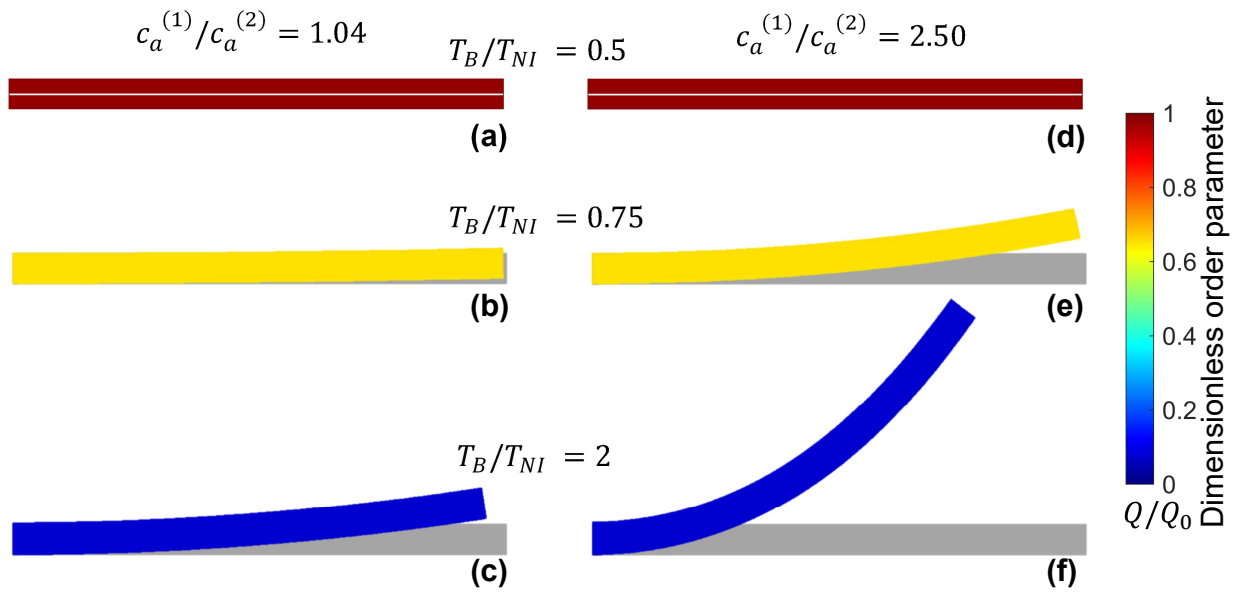 c_a^(1)/c_a^(2) = 1.04
T_B/T_NI = 0.5
c_a^(1)/c_a^(2) = 2.50
(a)
(d)
T_B/T_NI = 0.75
(b)
(e)
T_B/T_NI = 2
(c)
(f)
1
0.8
0.6
0.4
0.2
0
Q/Q_0
Dimensionless order parameter